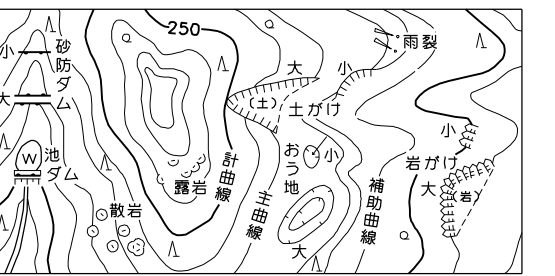 250
小
砂防ダム
大
W
池
ダム
散岩
露岩
計曲線
主曲線
大
(土)
土がけ
小
雨裂
おう地
小
大
補助曲線
小
岩がけ
大
(岩)